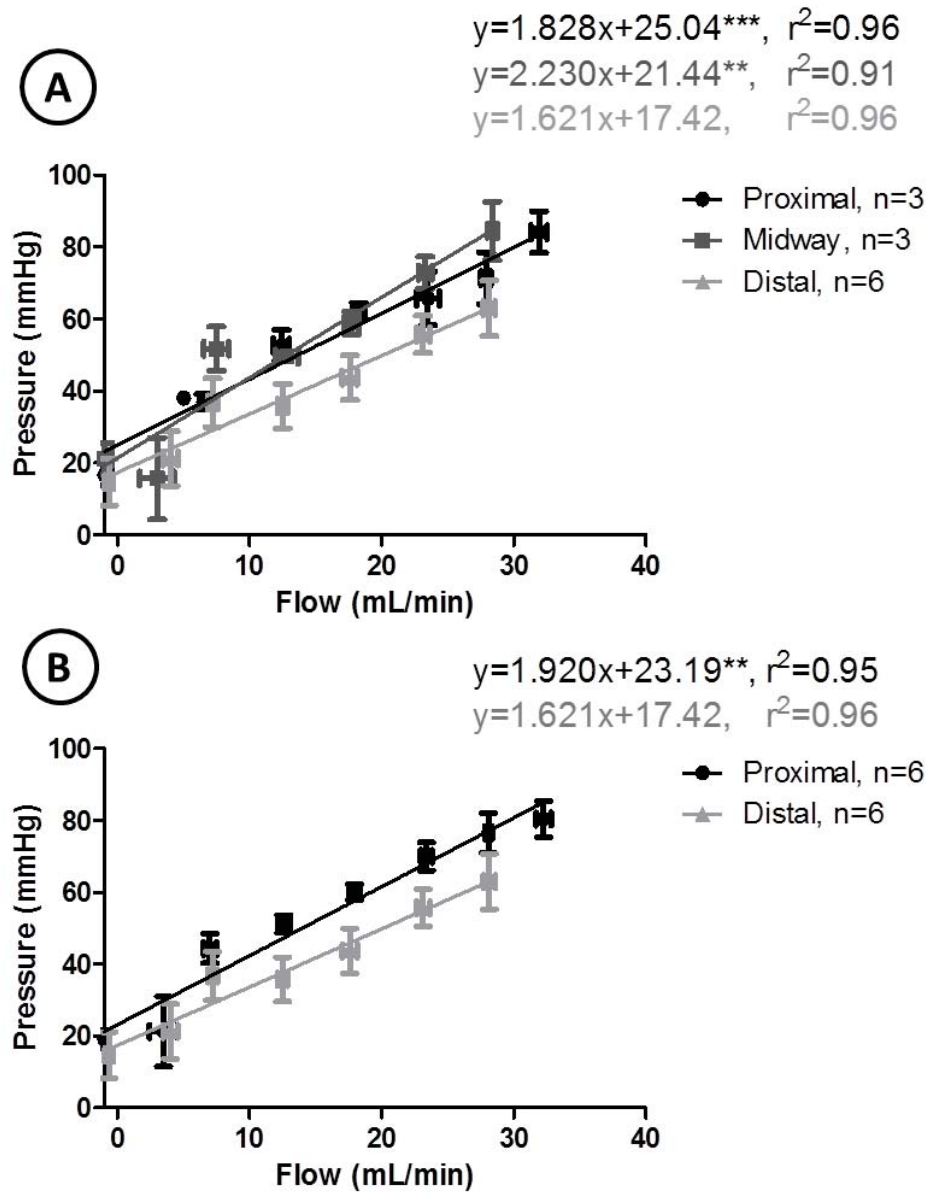 A
y=1.828x+25.04***, r²=0.96
y=2.230x+21.44**, r²=0.91
y=1.621x+17.42, r²=0.96
100
80
60
40
20
0
Pressure (mmHg)
Proximal, n=3
Midway, n=3
Distal, n=6
0 10 20 30 40
Flow (mL/min)
B
y=1.920x+23.19**, r²=0.95
y=1.621x+17.42, r²=0.96
100
80
60
40
20
0
Pressure (mmHg)
Proximal, n=6
Distal, n=6
0 10 20 30 40
Flow (mL/min)